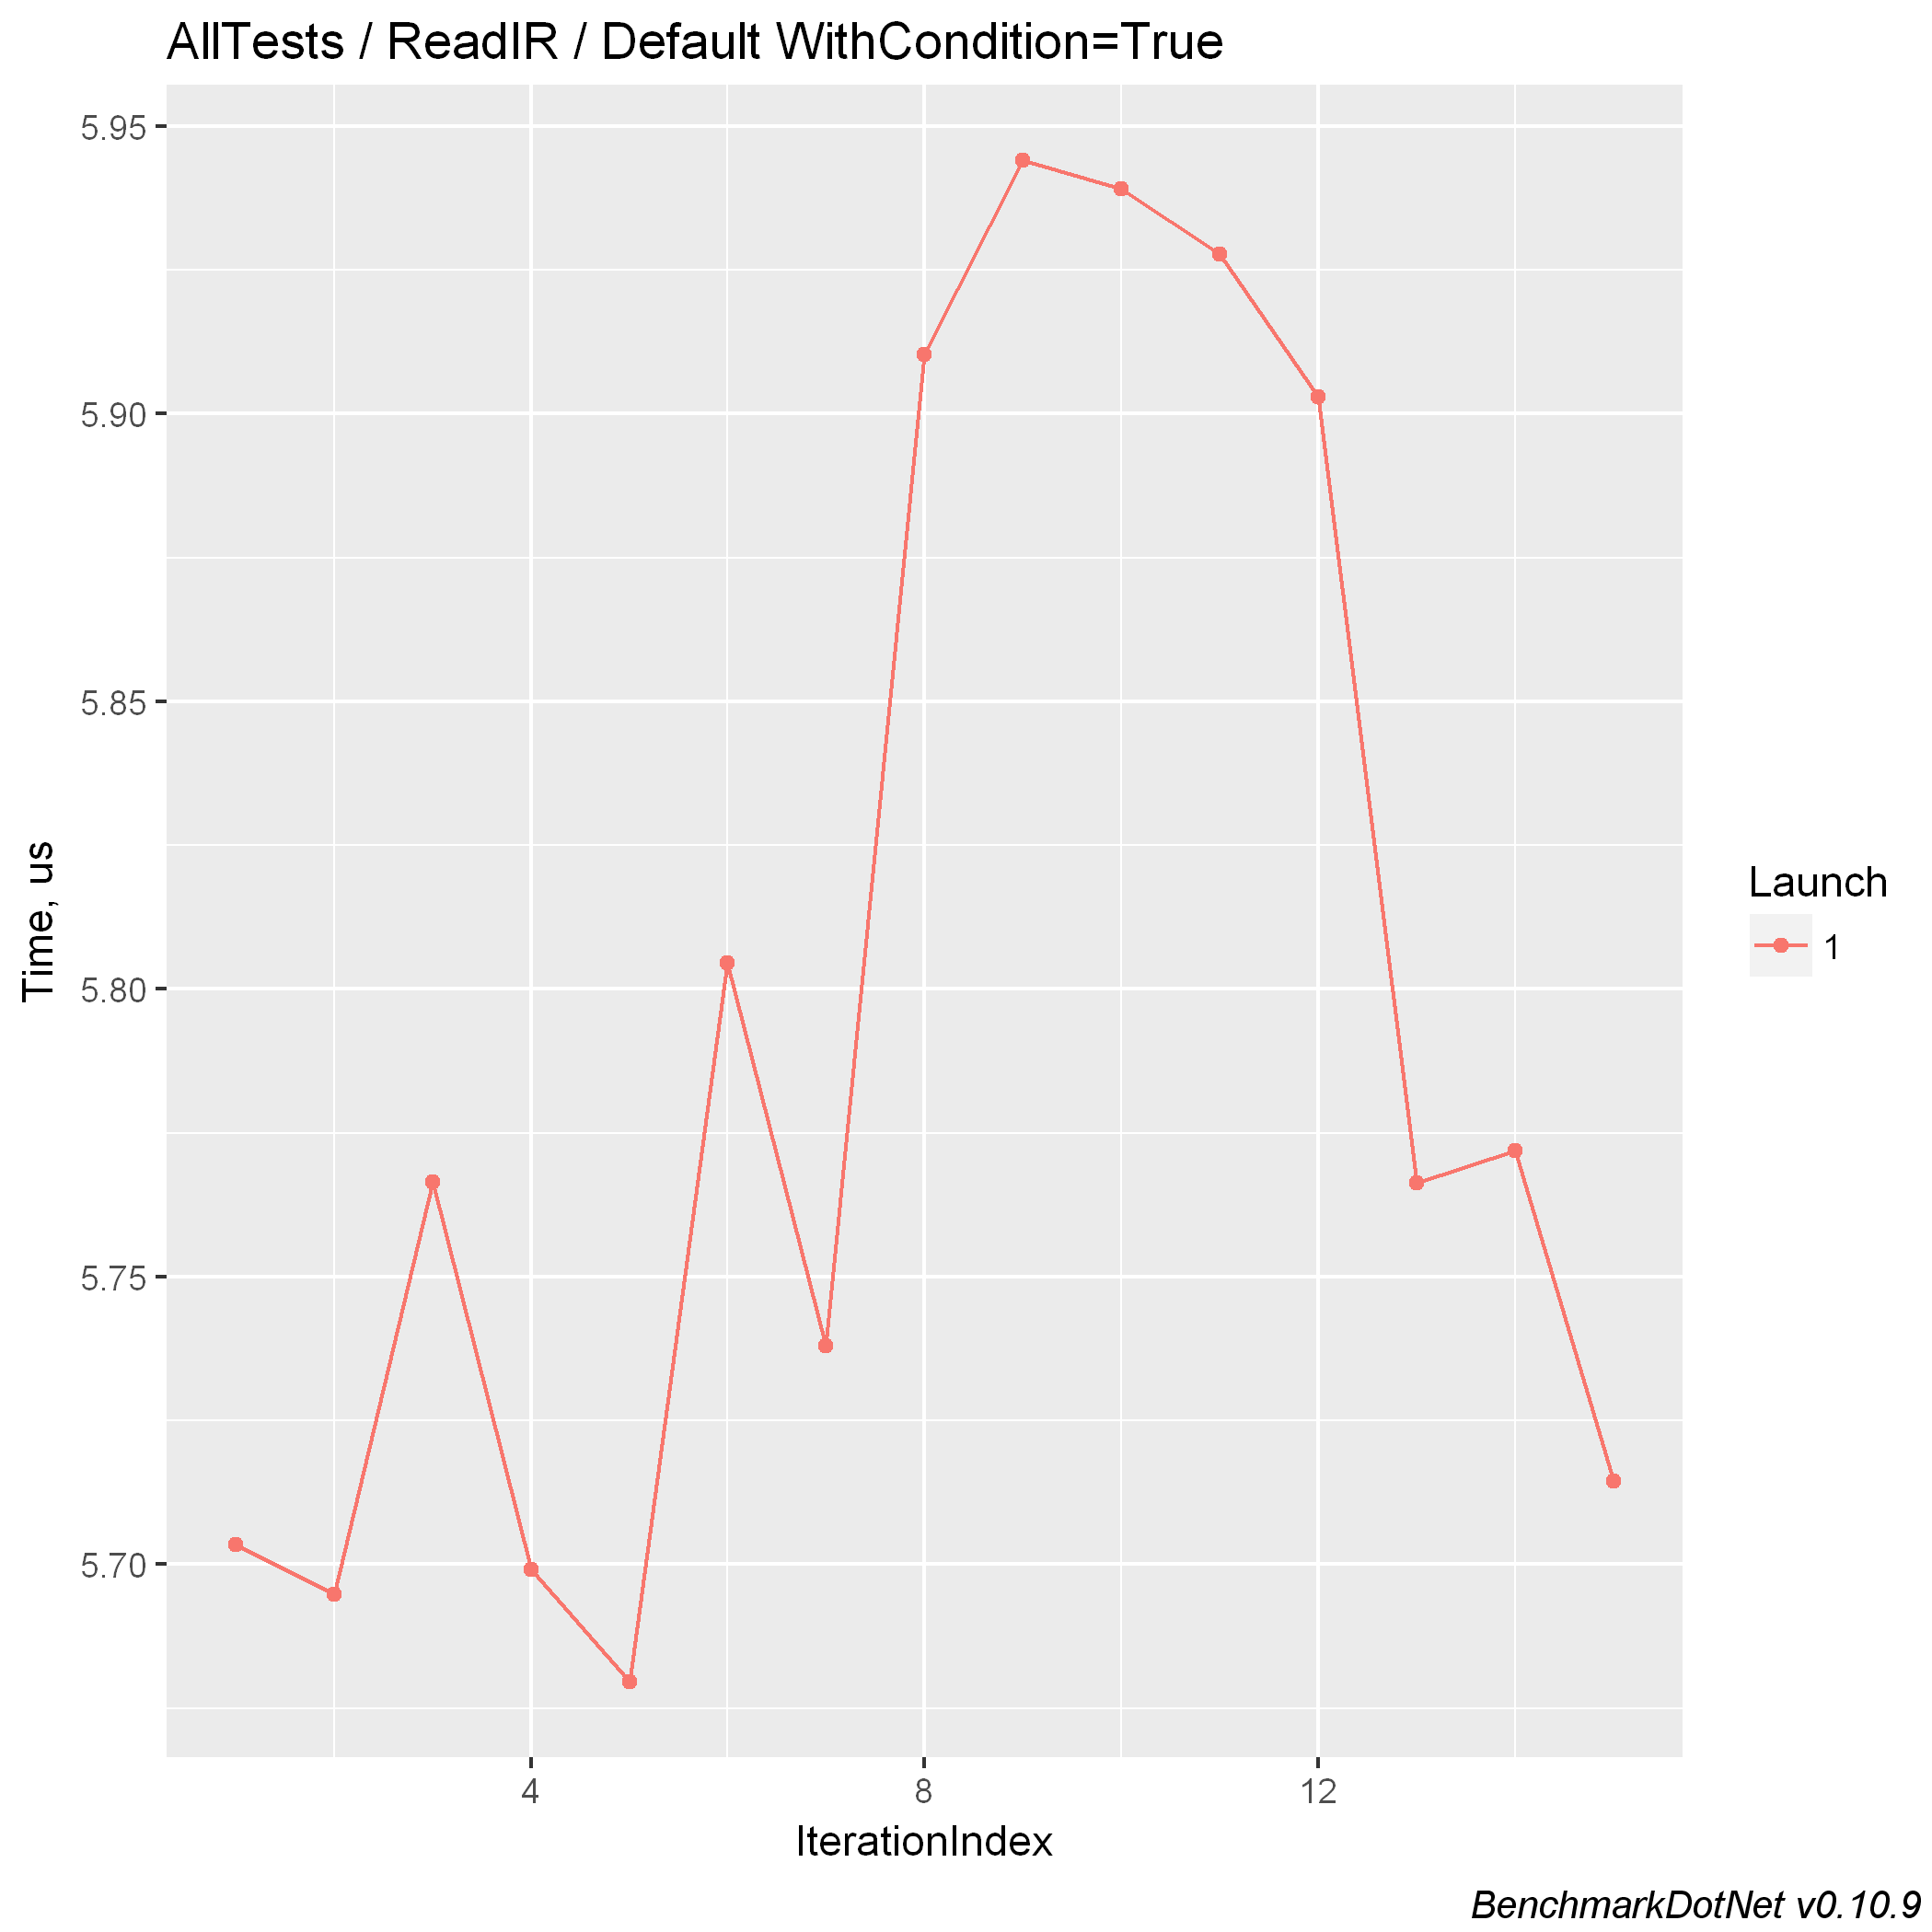 AllTests / ReadIR / Default WithCondition=True
5.95
5.90
5.85
5.80
5.75
5.70
Time, us
4
8
12
IterationIndex
Launch
1
BenchmarkDotNet v0.10.9